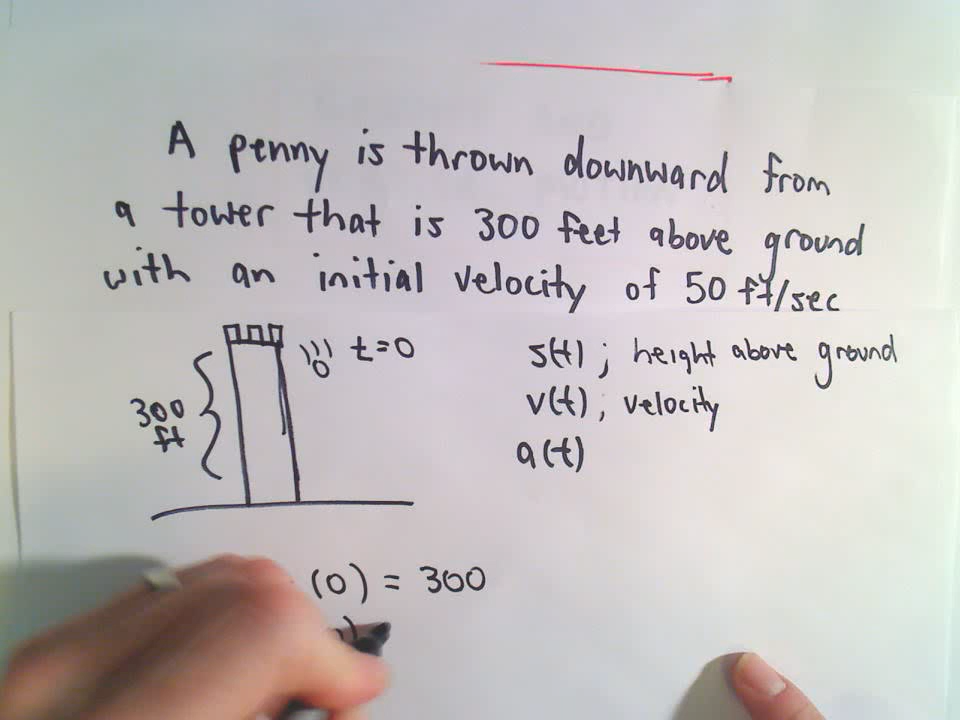 A penny is thrown downward from
a tower that is 300 feet above ground
with an initial velocity of 50 ft/sec
t=0
300
ft
s(t) ; height above ground
v(t) ; velocity
a(t)
(0) = 300